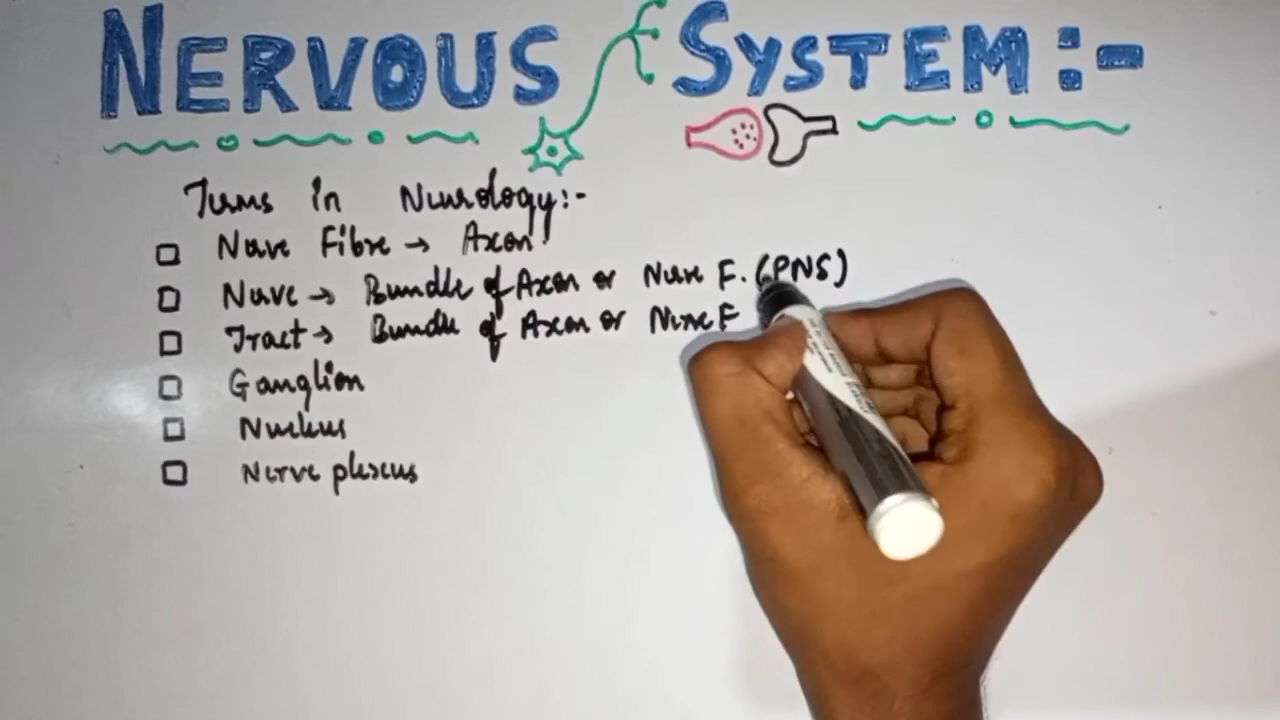 NERVOUS SYSTEM:-
Terms in Neurology:-
Nerve Fibre → Axon
Nerve → Bundle of Axon or Nerve F. (PNS)
Tract → Bundle of Axon or Nerve F
Ganglion
Nucleus
Nerve plexus